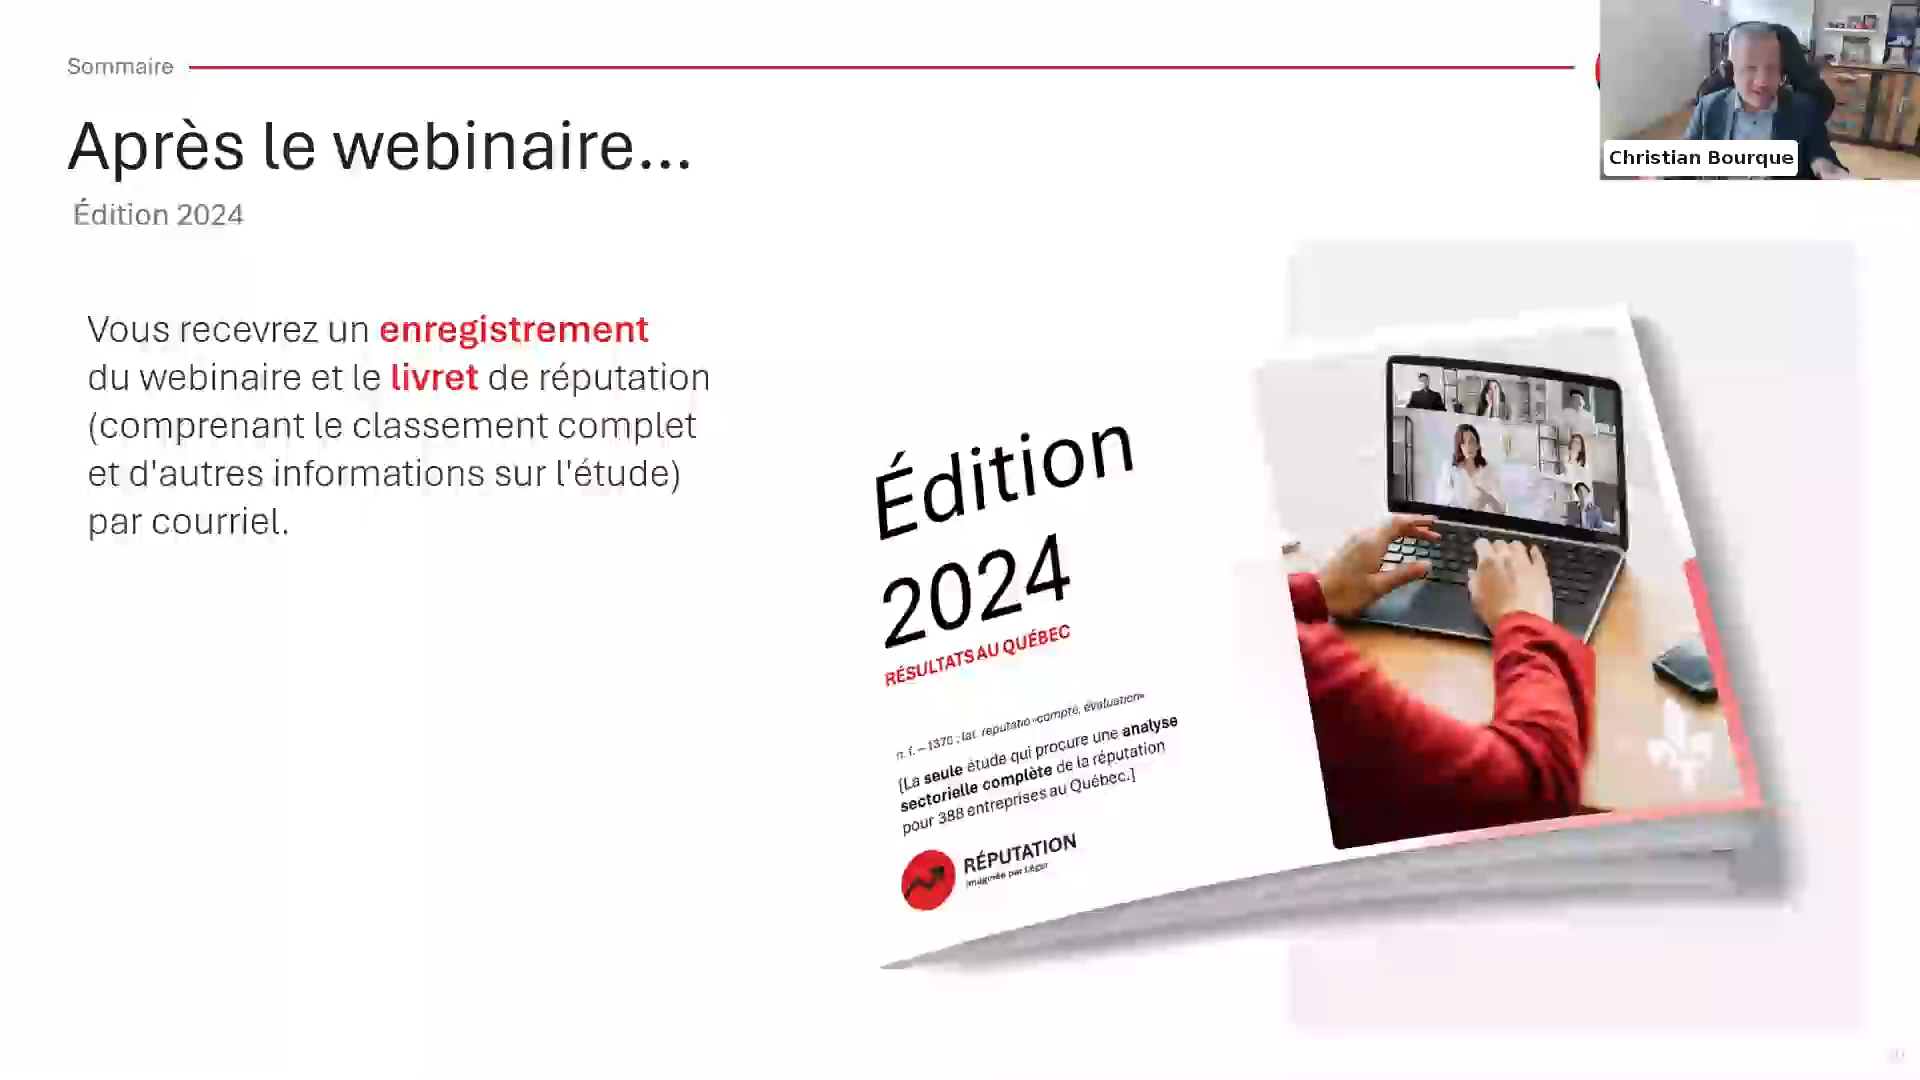 Sommaire
Christian Bourque
Après le webinaire...
Édition 2024
Vous recevrez un enregistrement
du webinaire et le livret de réputation
(comprenant le classement complet
et d'autres informations sur l'étude)
par courriel.
Édition
2024
RÉSULTATS AU QUÉBEC
n. f. – 1370 ; lat. reputatio «compte, évaluation»
[La seule étude qui procure une analyse
sectorielle complète de la réputation
pour 388 entreprises au Québec.]
RÉPUTATION
imaginée par Léger